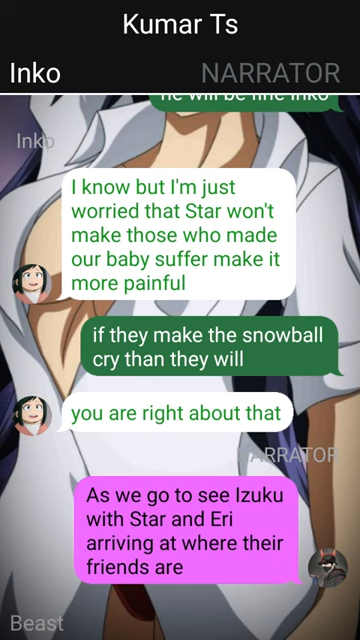 Kumar Ts
Inko
NARRATOR
he will be fine Inko
Inko
I know but I'm just
worried that Star won't
make those who made
our baby suffer make it
more painful
if they make the snowball
cry than they will
you are right about that
NARRATOR
As we go to see Izuku
with Star and Eri
arriving at where their
friends are
Beast